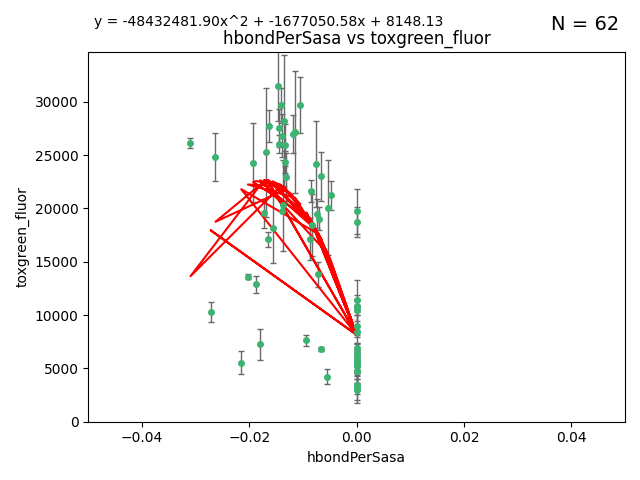 y = -48432481.90x^2 + -1677050.58x + 8148.13
N = 62
hbondPerSasa vs toxgreen_fluor
toxgreen_fluor
30000
25000
20000
15000
10000
5000
0
−0.04
−0.02
0.00
0.02
0.04
hbondPerSasa